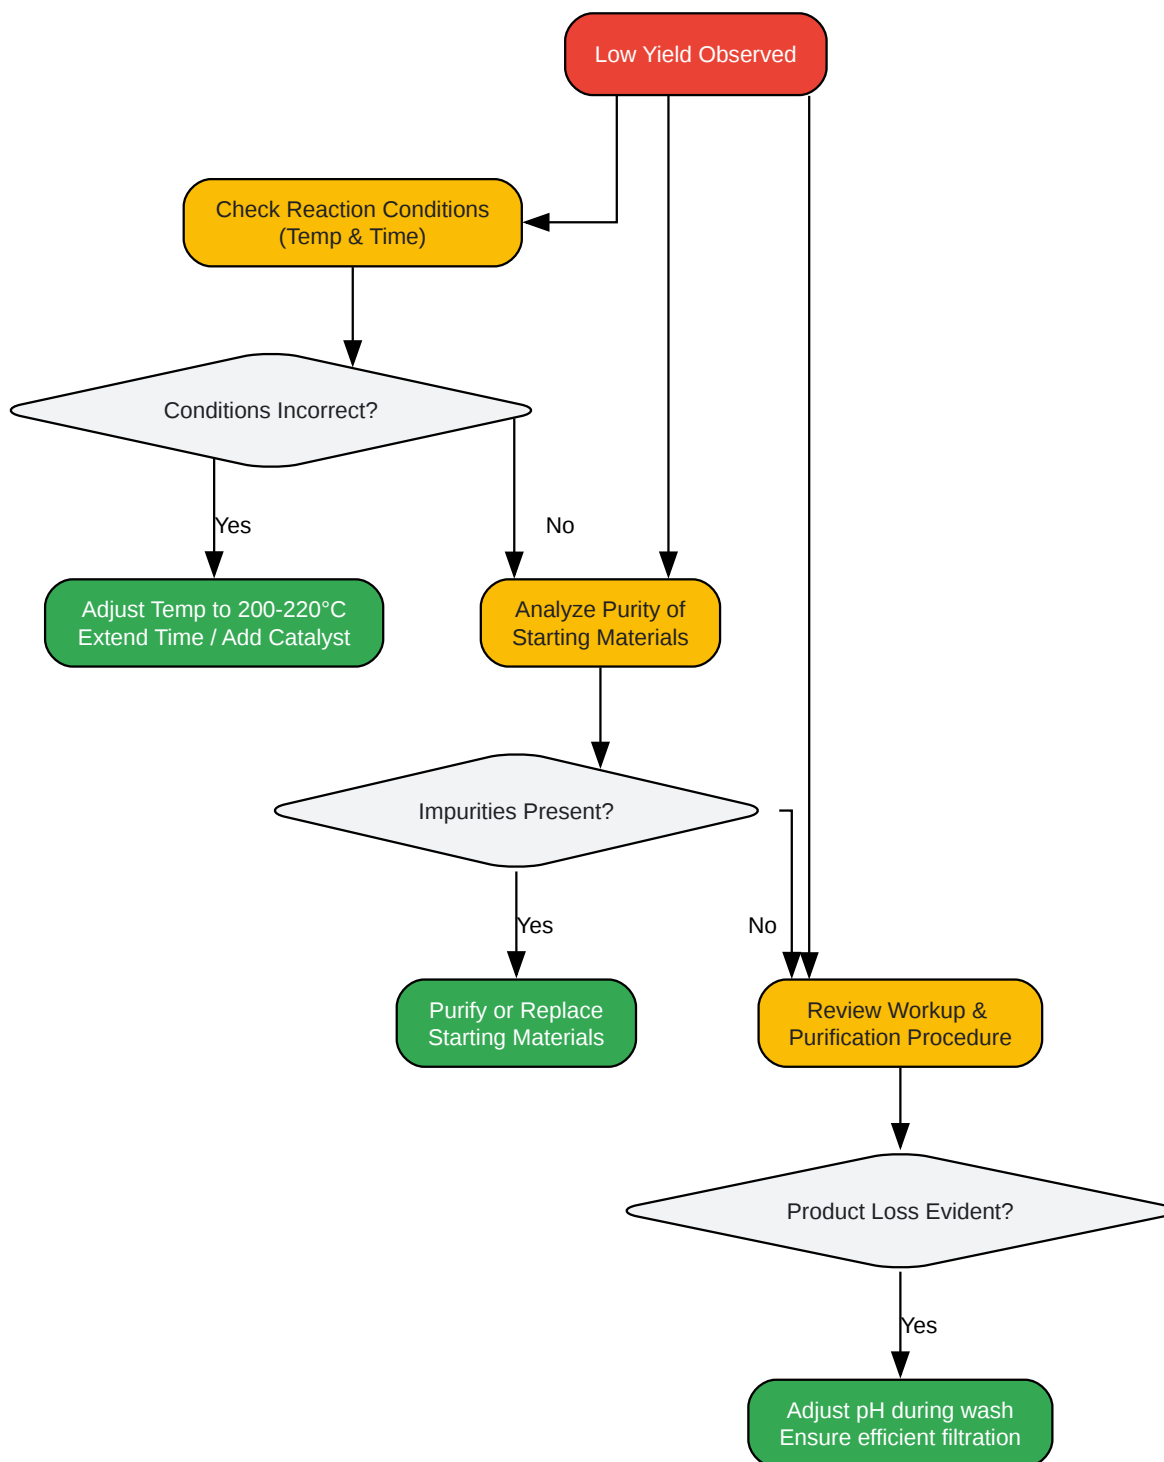 Low Yield Observed
Check Reaction Conditions
(Temp & Time)
Conditions Incorrect?
Yes
No
Adjust Temp to 200-220°C
Extend Time / Add Catalyst
Analyze Purity of
Starting Materials
Impurities Present?
Yes
No
Purify or Replace
Starting Materials
Review Workup &
Purification Procedure
Product Loss Evident?
Yes
Adjust pH during wash
Ensure efficient filtration